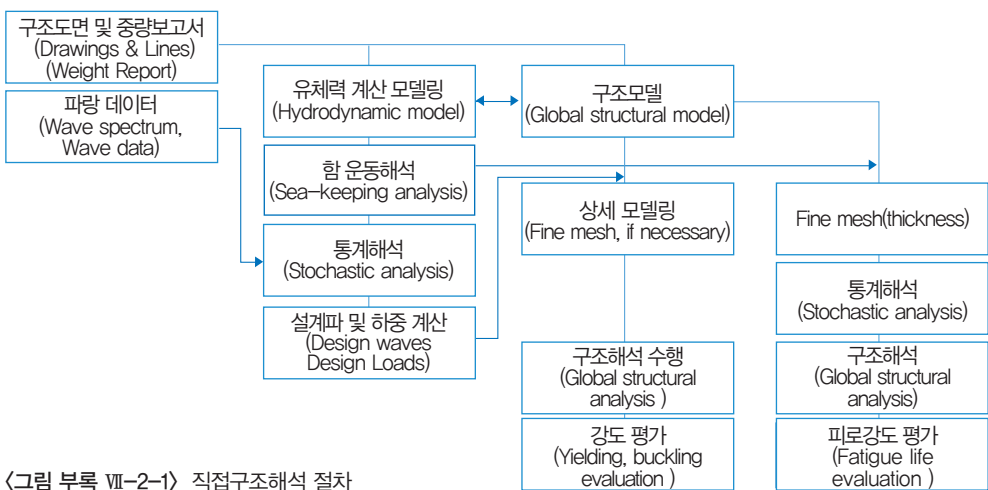 구조도면 및 중량보고서
(Drawings & Lines)
(Weight Report)
파랑 데이터
(Wave spectrum,
Wave data)
유체력 계산 모델링
(Hydrodynamic model)
함 운동해석
(Sea-keeping analysis)
통계해석
(Stochastic analysis)
설계파 및 하중 계산
(Design waves
Design Loads)
구조모델
(Global structural model)
상세 모델링
(Fine mesh, if necessary)
구조해석 수행
(Global structural
analysis )
강도 평가
(Yielding, buckling
evaluation )
Fine mesh(thickness)
통계해석
(Stochastic analysis)
구조해석
(Global structural
analysis)
피로강도 평가
(Fatigue life
evaluation )
〈그림 부록 Ⅶ-2-1〉 직접구조해석 절차